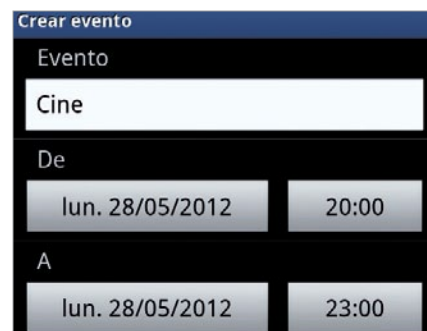 Crear evento
Evento
Cine
De
lun. 28/05/2012 20:00
A
lun. 28/05/2012 23:00